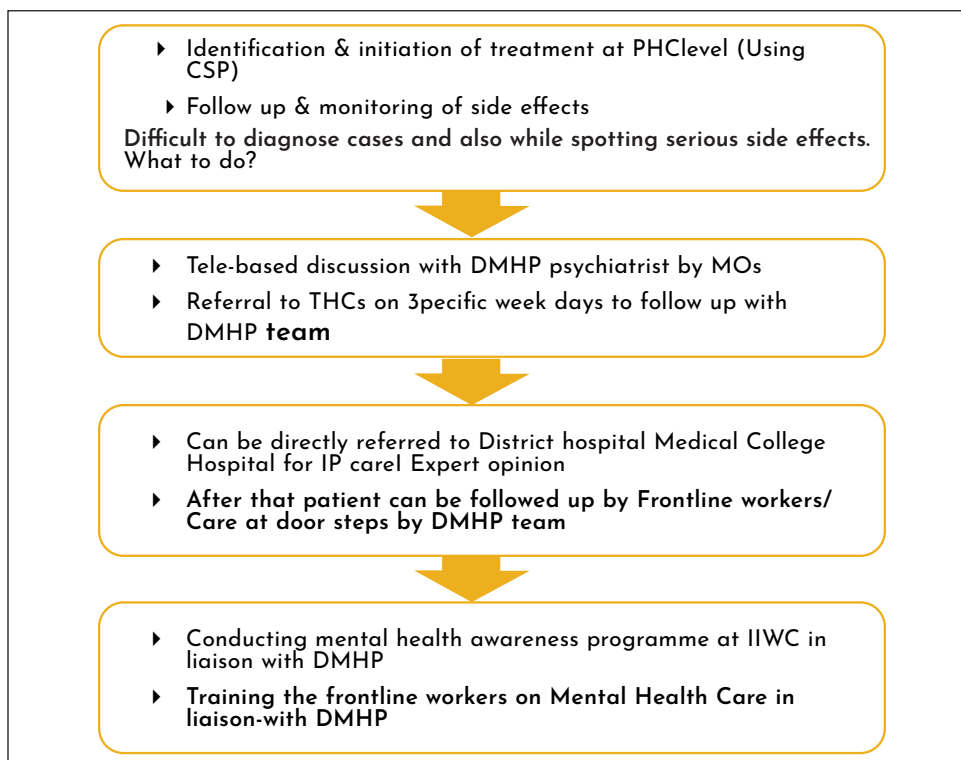 Identification & initiation of treatment at PHClevel (Using
CSP)
Follow up & monitoring of side effects
Difficult to diagnose cases and also while spotting serious side effects.
What to do?
Tele-based discussion with DMHP psychiatrist by MOs
Referral to THCs on 3pecific week days to follow up with
DMHP team
Can be directly referred to District hospital Medical College
Hospital for IP careI Expert opinion
After that patient can be followed up by Frontline workers/
Care at door steps by DMHP team
Conducting mental health awareness programme at IIWC in
liaison with DMHP
Training the frontline workers on Mental Health Care in
liaison-with DMHP